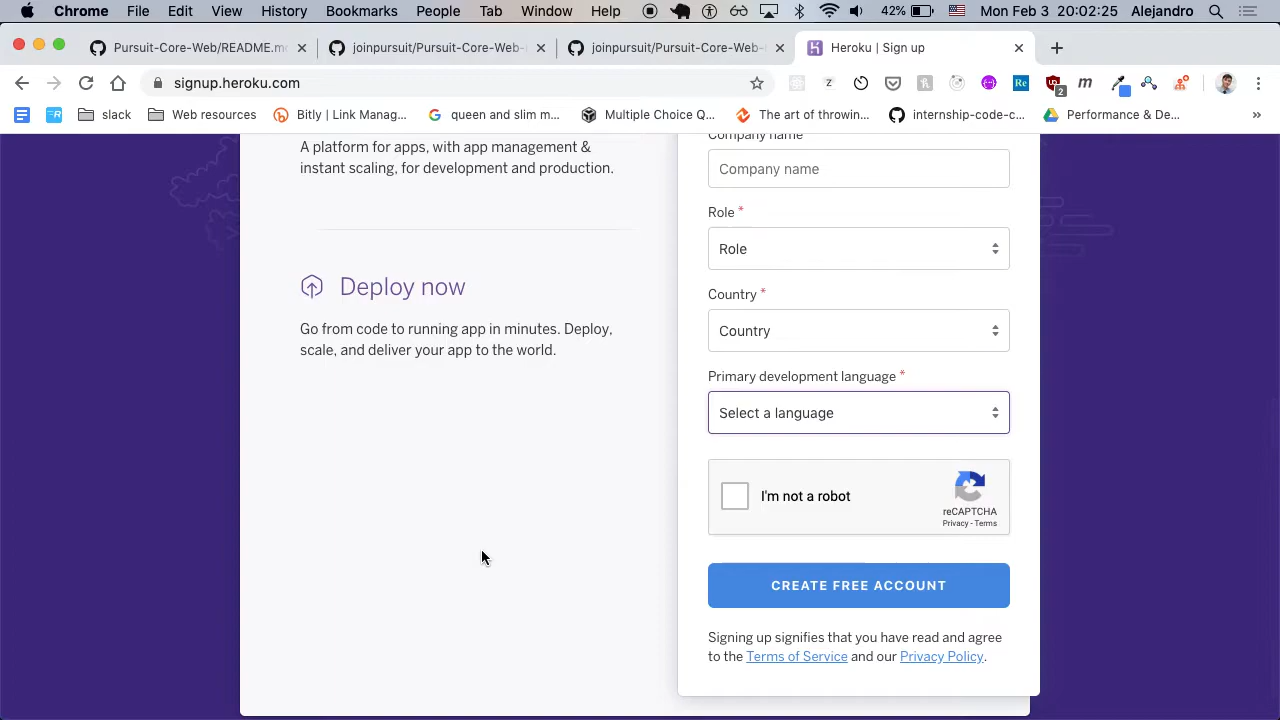 Chrome File Edit View History Bookmarks People Tab Window Help 42% Mon Feb 3 20:02:25 Alejandro
Pursuit-Core-Web/README.m joinpursuit/Pursuit-Core-Web- joinpursuit/Pursuit-Core-Web- Heroku | Sign up
signup.heroku.com
slack Web resources Bitly | Link Manag... queen and slim m... Multiple Choice Q... The art of throwin... internship-code-c... Performance & De... »
A platform for apps, with app management &
instant scaling, for development and production.
Deploy now
Go from code to running app in minutes. Deploy,
scale, and deliver your app to the world.
Company name
Company name
Role *
Role
Country *
Country
Primary development language *
Select a language
I'm not a robot
reCAPTCHA
Privacy - Terms
CREATE FREE ACCOUNT
Signing up signifies that you have read and agree
to the Terms of Service and our Privacy Policy.